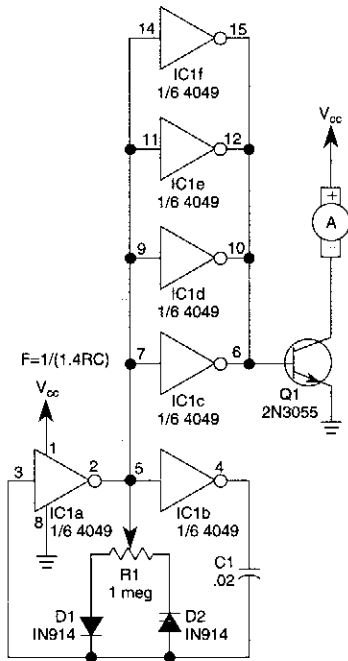 14
15
IC1f
1/6 4049
11
12
IC1e
1/6 4049
Vcc
+
A
-
9
10
IC1d
1/6 4049
F=1/(1.4RC)
7
6
IC1c
1/6 4049
Q1
2N3055
Vcc
1
3
2
5
4
8
IC1a
1/6 4049
IC1b
1/6 4049
R1
1 meg
C1
.02
D1
IN914
D2
IN914